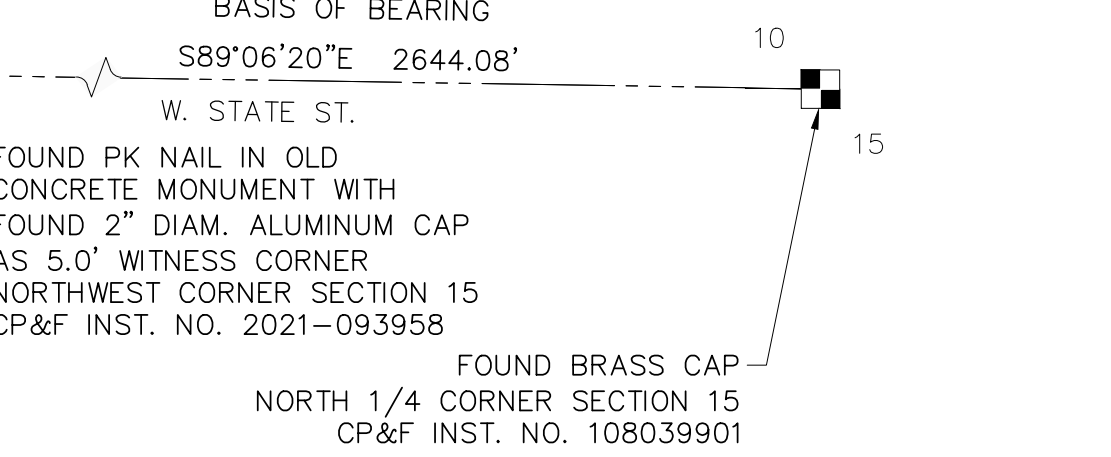 BASIS OF BEARING
10
S89°06'20"E 2644.08'
W. STATE ST.
15
FOUND PK NAIL IN OLD
CONCRETE MONUMENT WITH
FOUND 2" DIAM. ALUMINUM CAP
AS 5.0' WITNESS CORNER
NORTHWEST CORNER SECTION 15
CP&F INST. NO. 2021-093958
FOUND BRASS CAP
NORTH 1/4 CORNER SECTION 15
CP&F INST. NO. 108039901